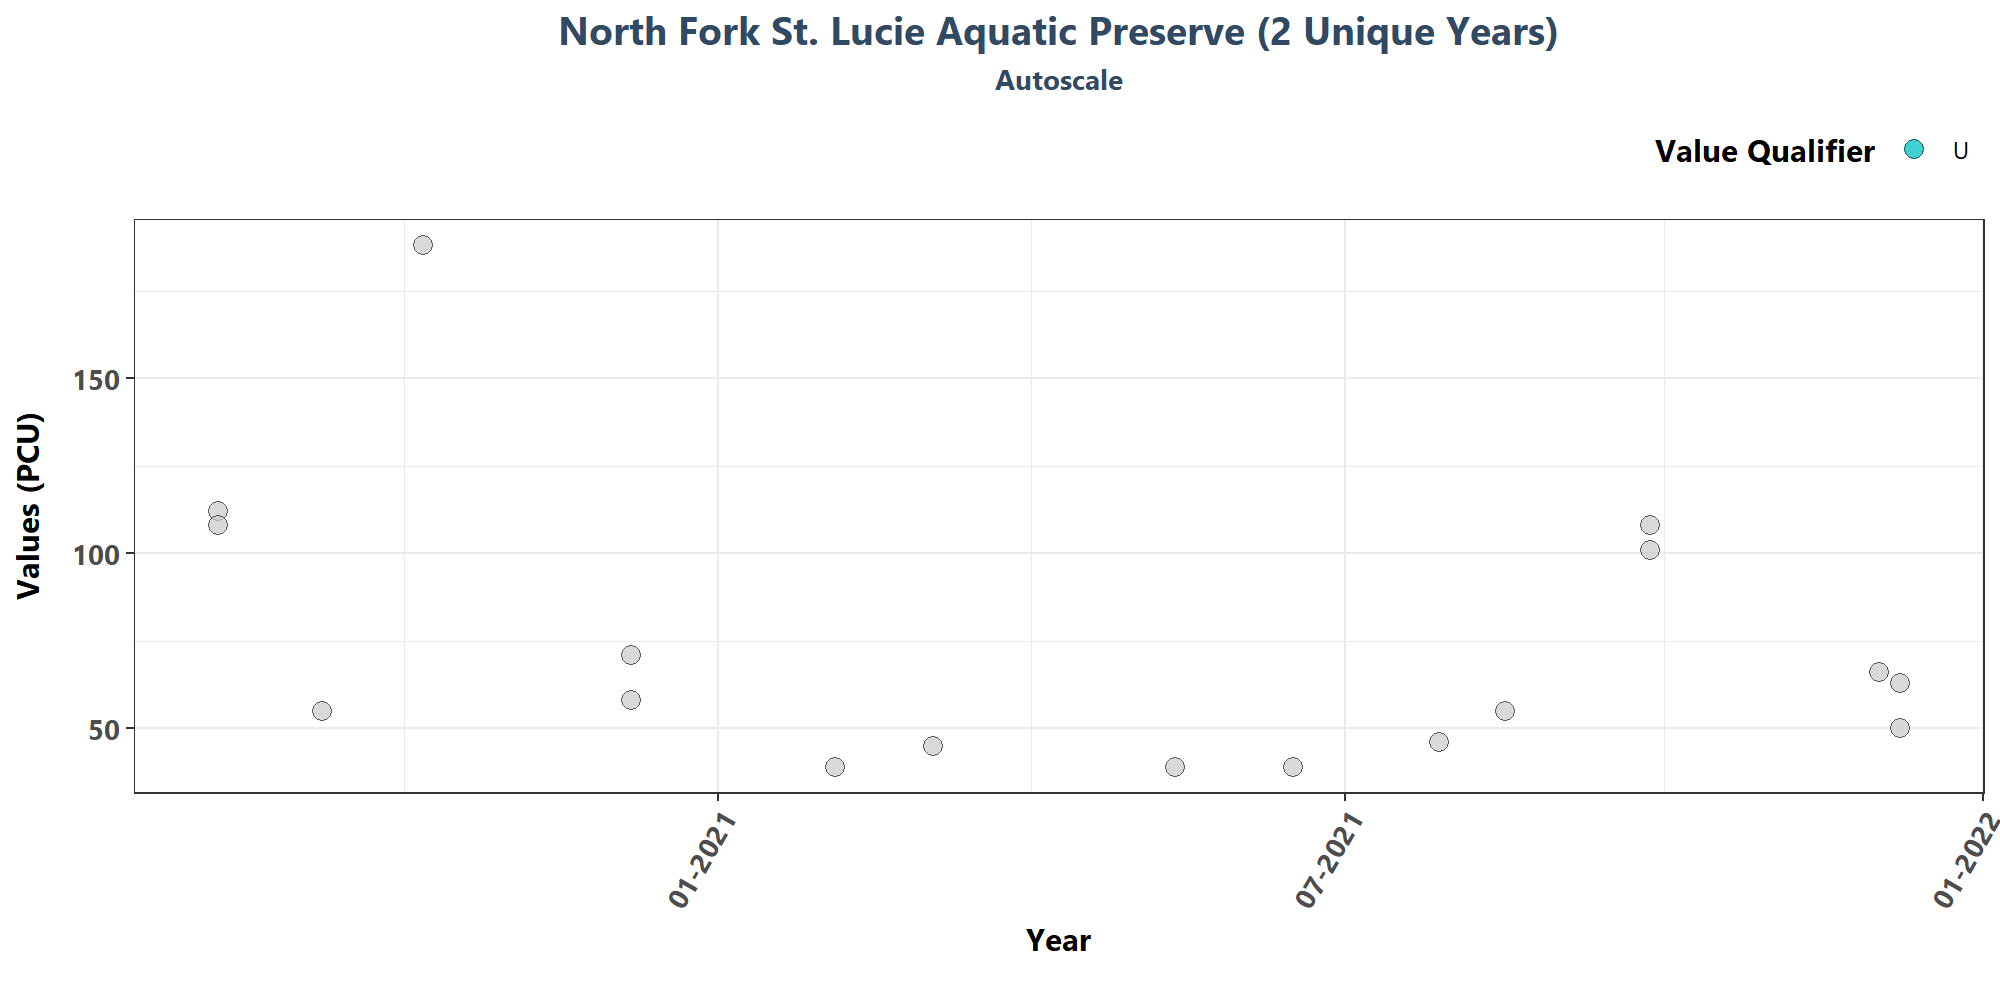 North Fork St. Lucie Aquatic Preserve (2 Unique Years)
Autoscale
Value Qualifier U
Values (PCU)
150
100
50
01-2021
07-2021
01-2022
Year